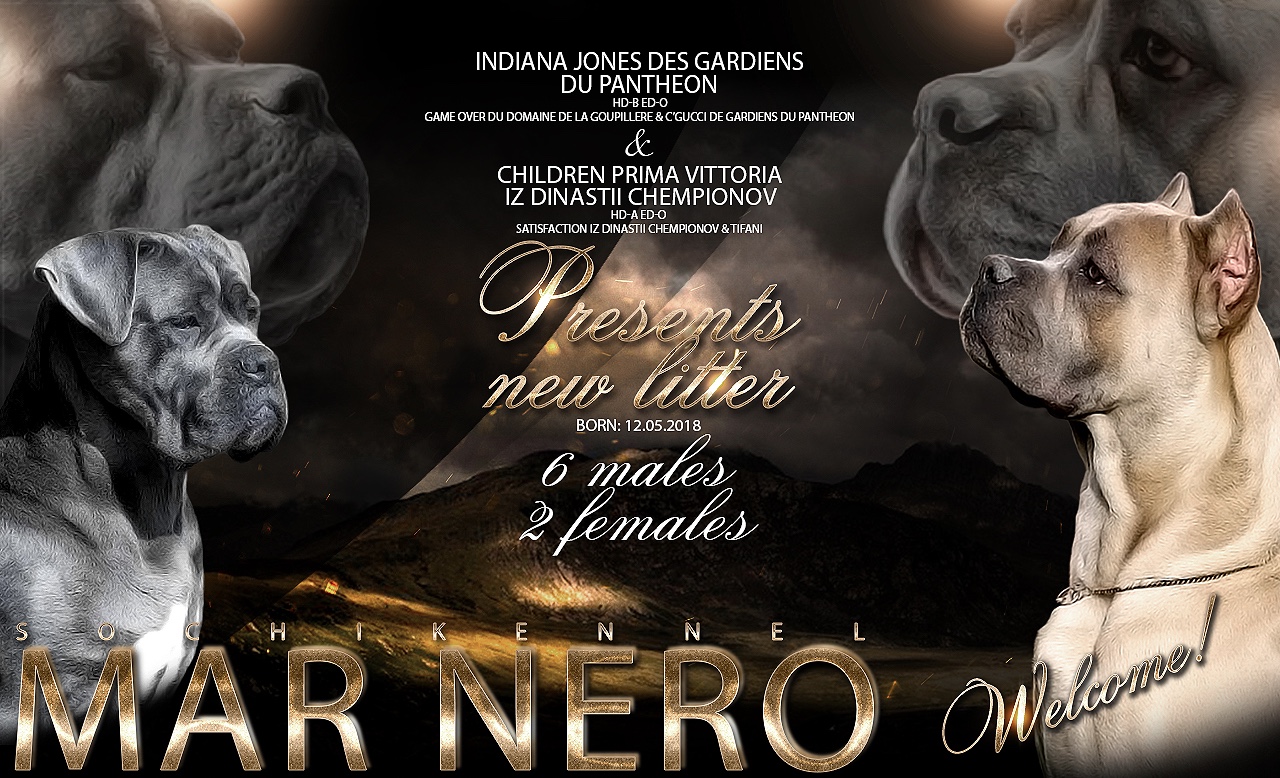 INDIANA JONES DES GARDIENS
DU PANTHEON
HD-B ED-O
GAME OVER DU DOMAINE DE LA GOUPILLERE & C'GUCCI DE GARDIENS DU PANTHEON
&
CHILDREN PRIMA VITTORIA
IZ DINASTII CHEMPIONOV
HD-A ED-O
SATISFACTION IZ DINASTII CHEMPIONOV & TIFANI
Presents
new litter
BORN: 12.05.2018
6 males
2 females
SOCHI KENNEL
MAR NERO
Welcome!